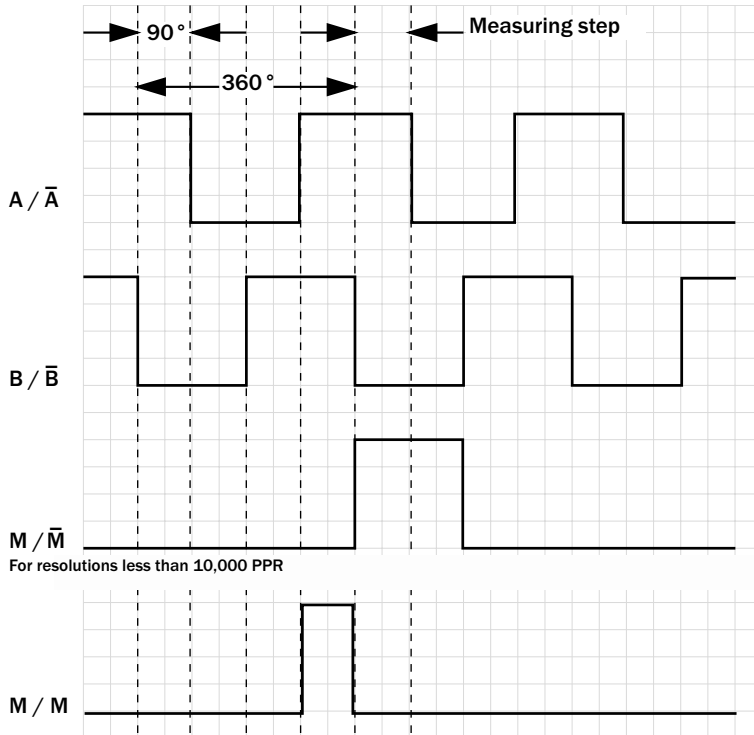 90°
Measuring step
360°
A / A̅
B / B̅
M / M̅
For resolutions less than 10,000 PPR
M / M